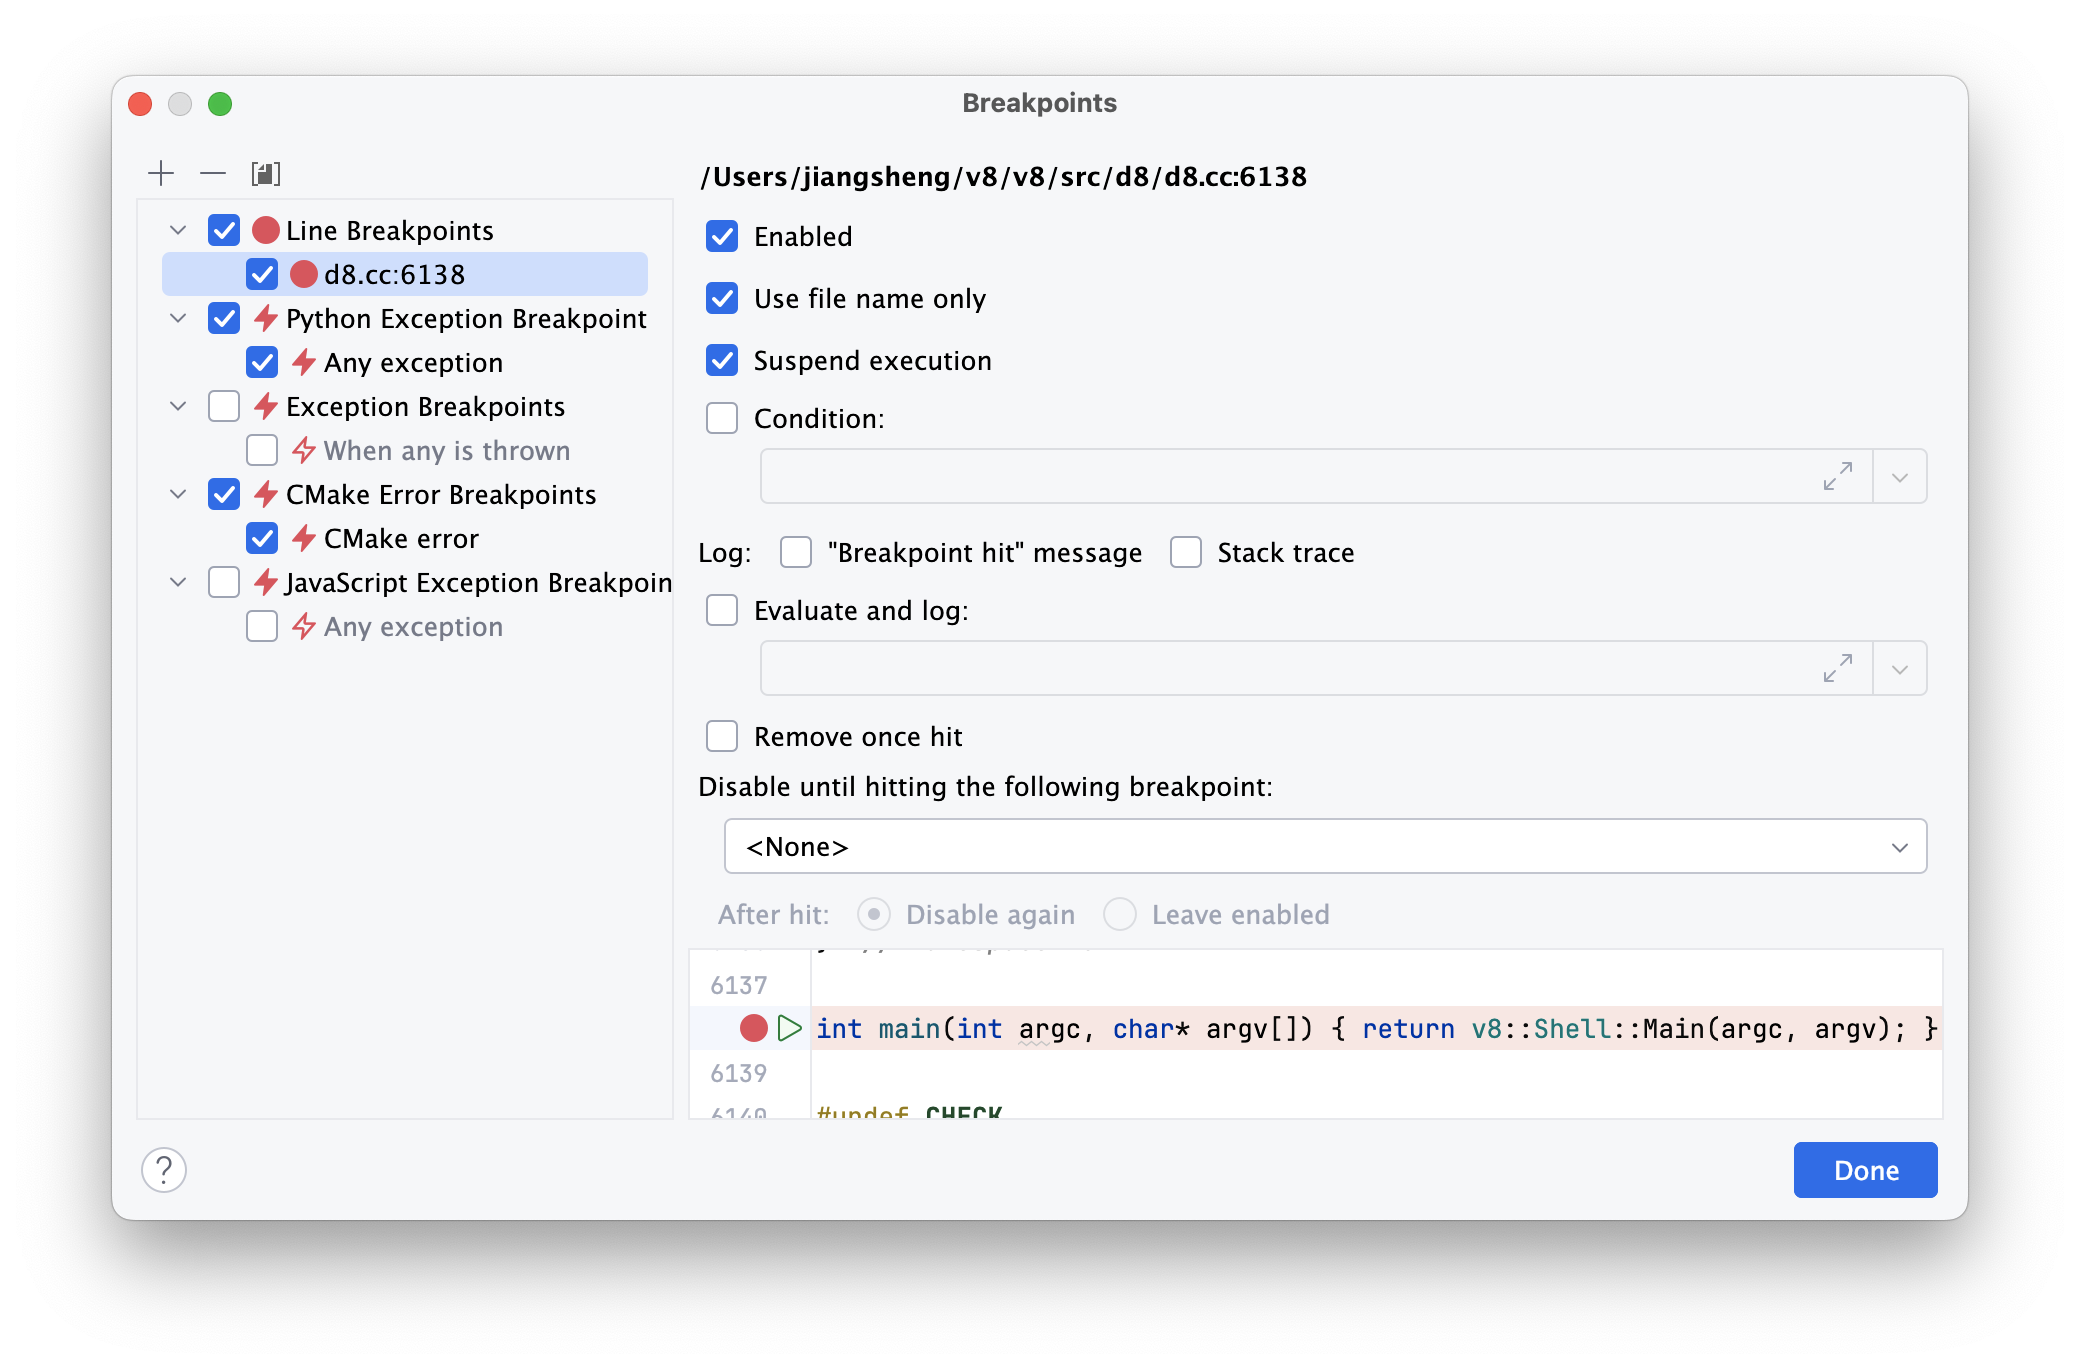 Breakpoints
/Users/jiangsheng/v8/v8/src/d8/d8.cc:6138
Line Breakpoints
d8.cc:6138
Python Exception Breakpoint
Any exception
Exception Breakpoints
When any is thrown
CMake Error Breakpoints
CMake error
JavaScript Exception Breakpoin
Any exception
Enabled
Use file name only
Suspend execution
Condition:
Log: "Breakpoint hit" message Stack trace
Evaluate and log:
Remove once hit
Disable until hitting the following breakpoint:
<None>
After hit: Disable again Leave enabled
6137
int main(int argc, char* argv[]) { return v8::Shell::Main(argc, argv); }
6139
6140 #undef CHECK
?
Done